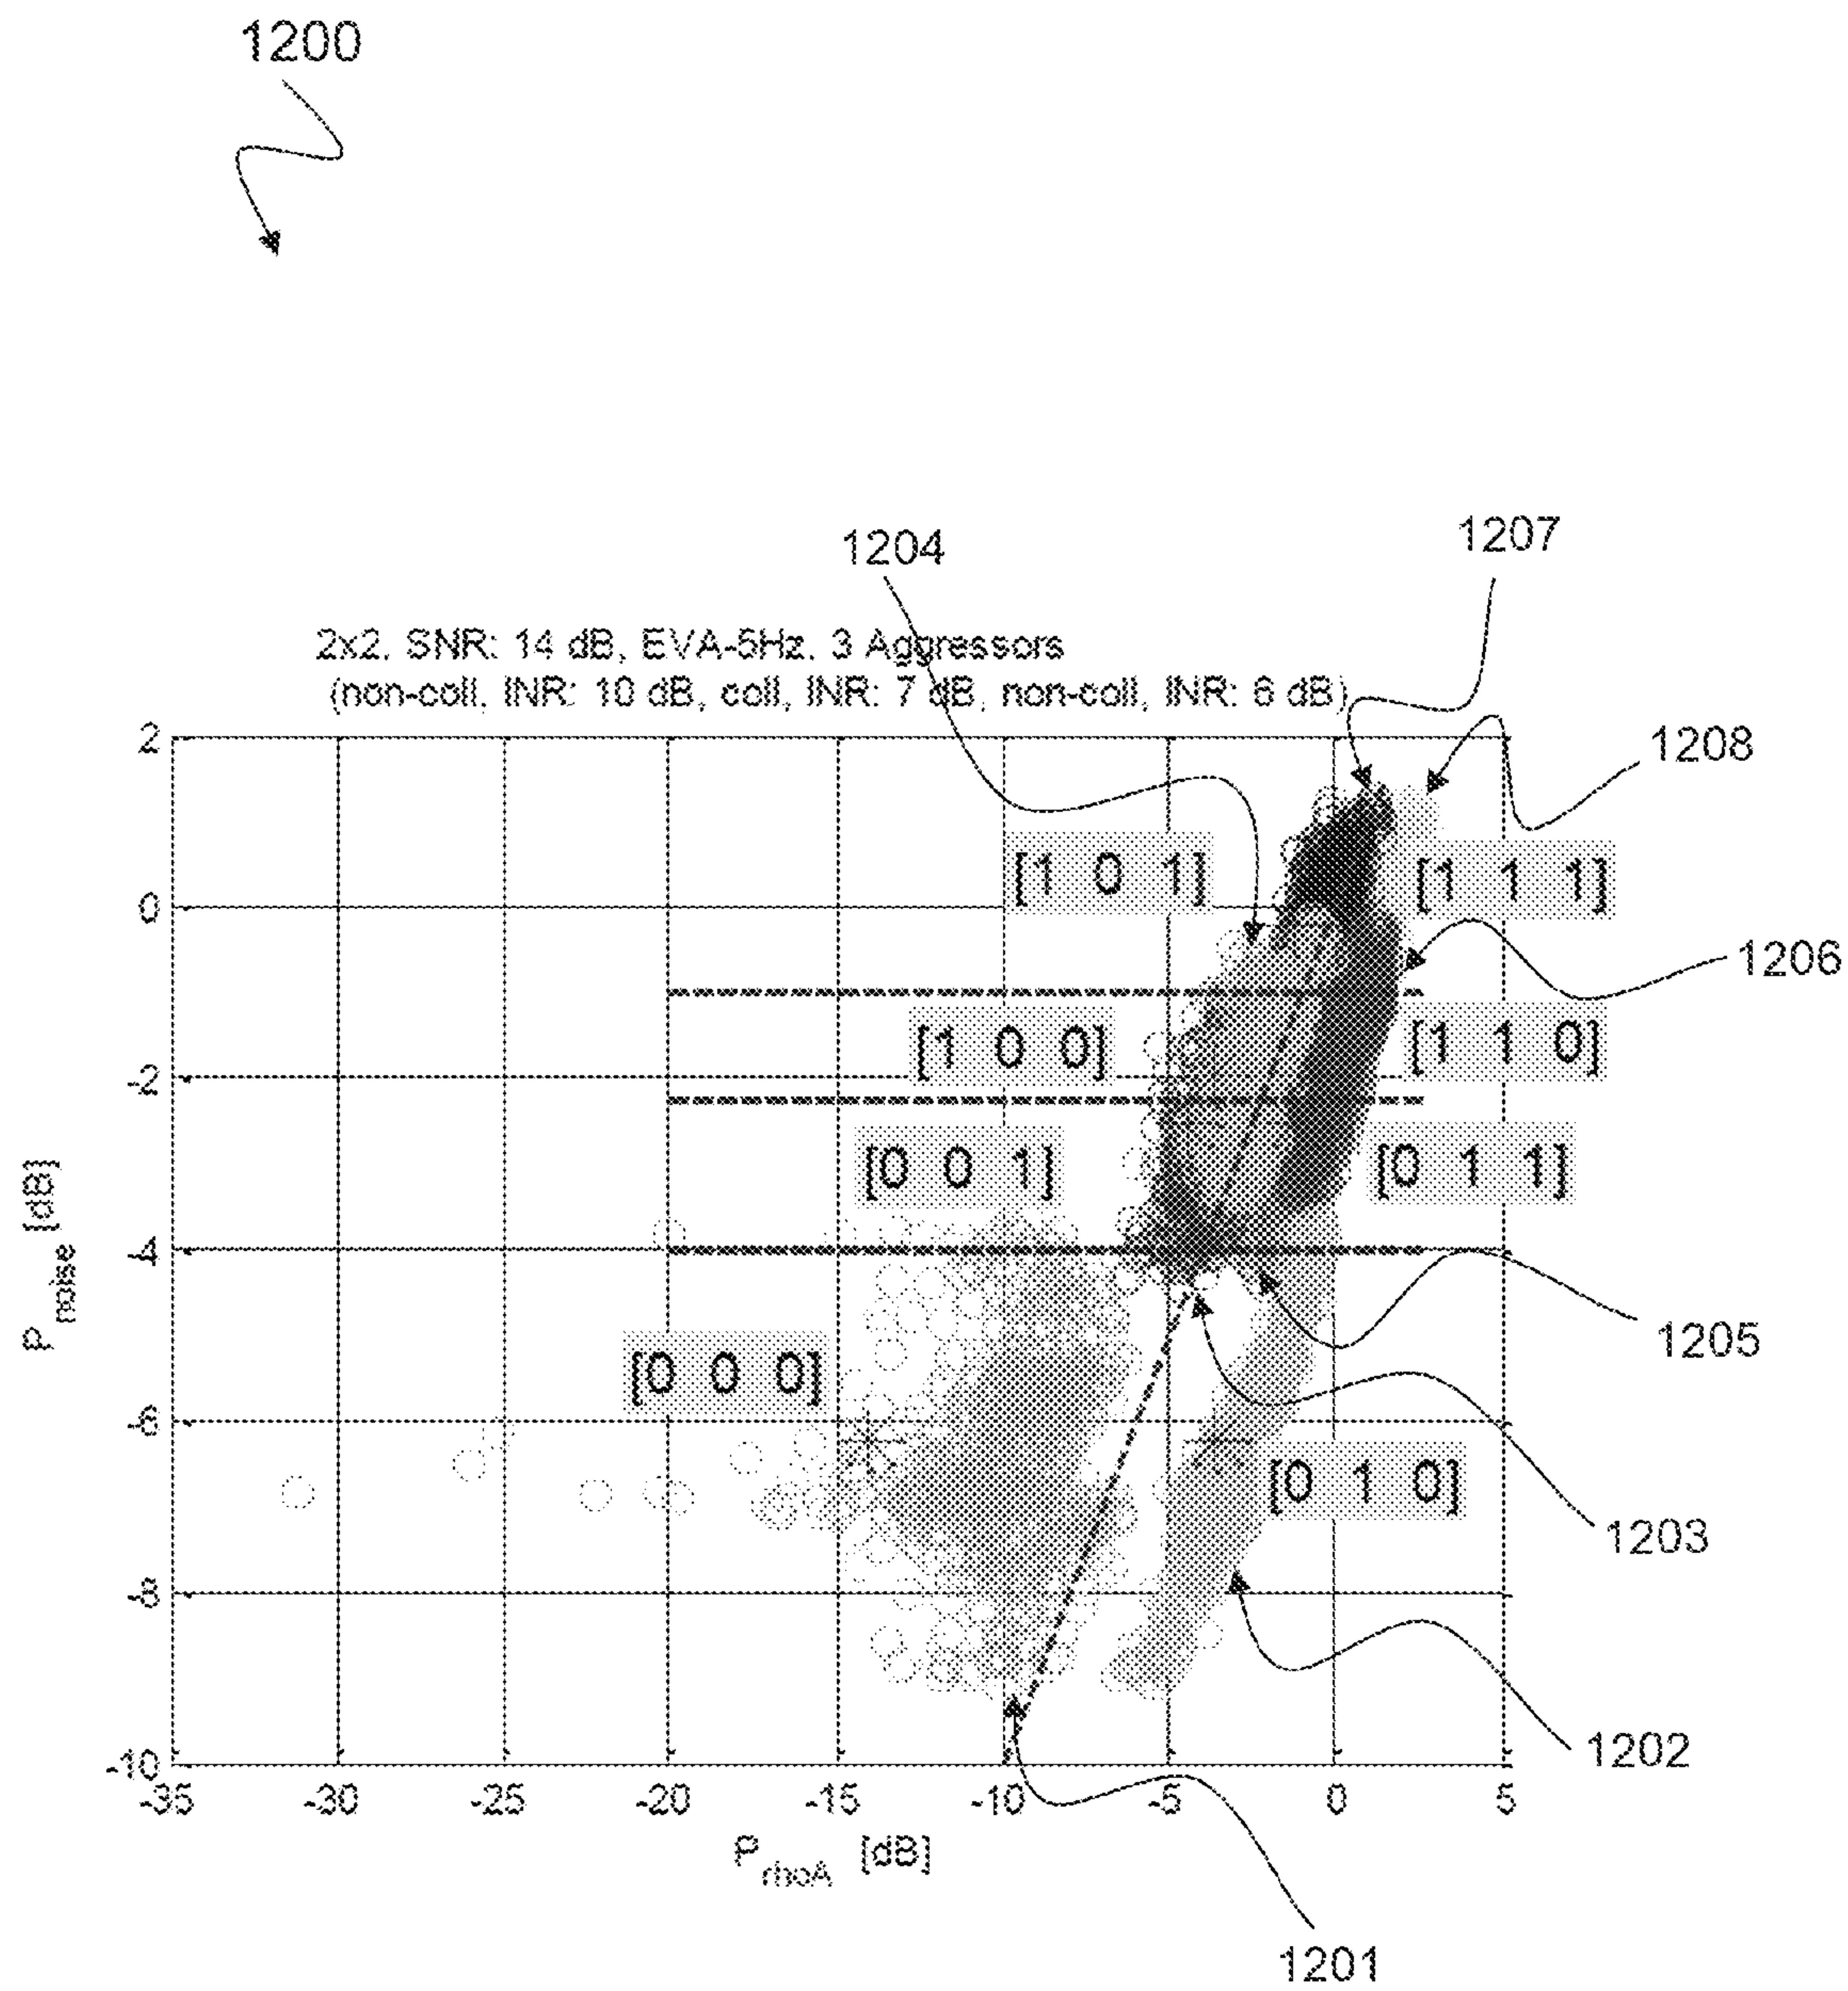 1200
1204
1207
2x2, SNR: 14 dB, EVA-5Hz, 3 Aggressors
(non-coll, INR: 10 dB, coll, INR: 7 dB, non-coll, INR: 6 dB)
1208
2
[1 0 1]
[1 1 1]
0
1206
[1 0 0]
[1 1 0]
-2
[0 0 1]
[0 1 1]
P noise [dB]
-4
1205
[0 0 0]
-6
[0 1 0]
1203
-8
1202
-10
-35 -30 -25 -20 -15 -10 -5 0 5
P rhoA [dB]
1201